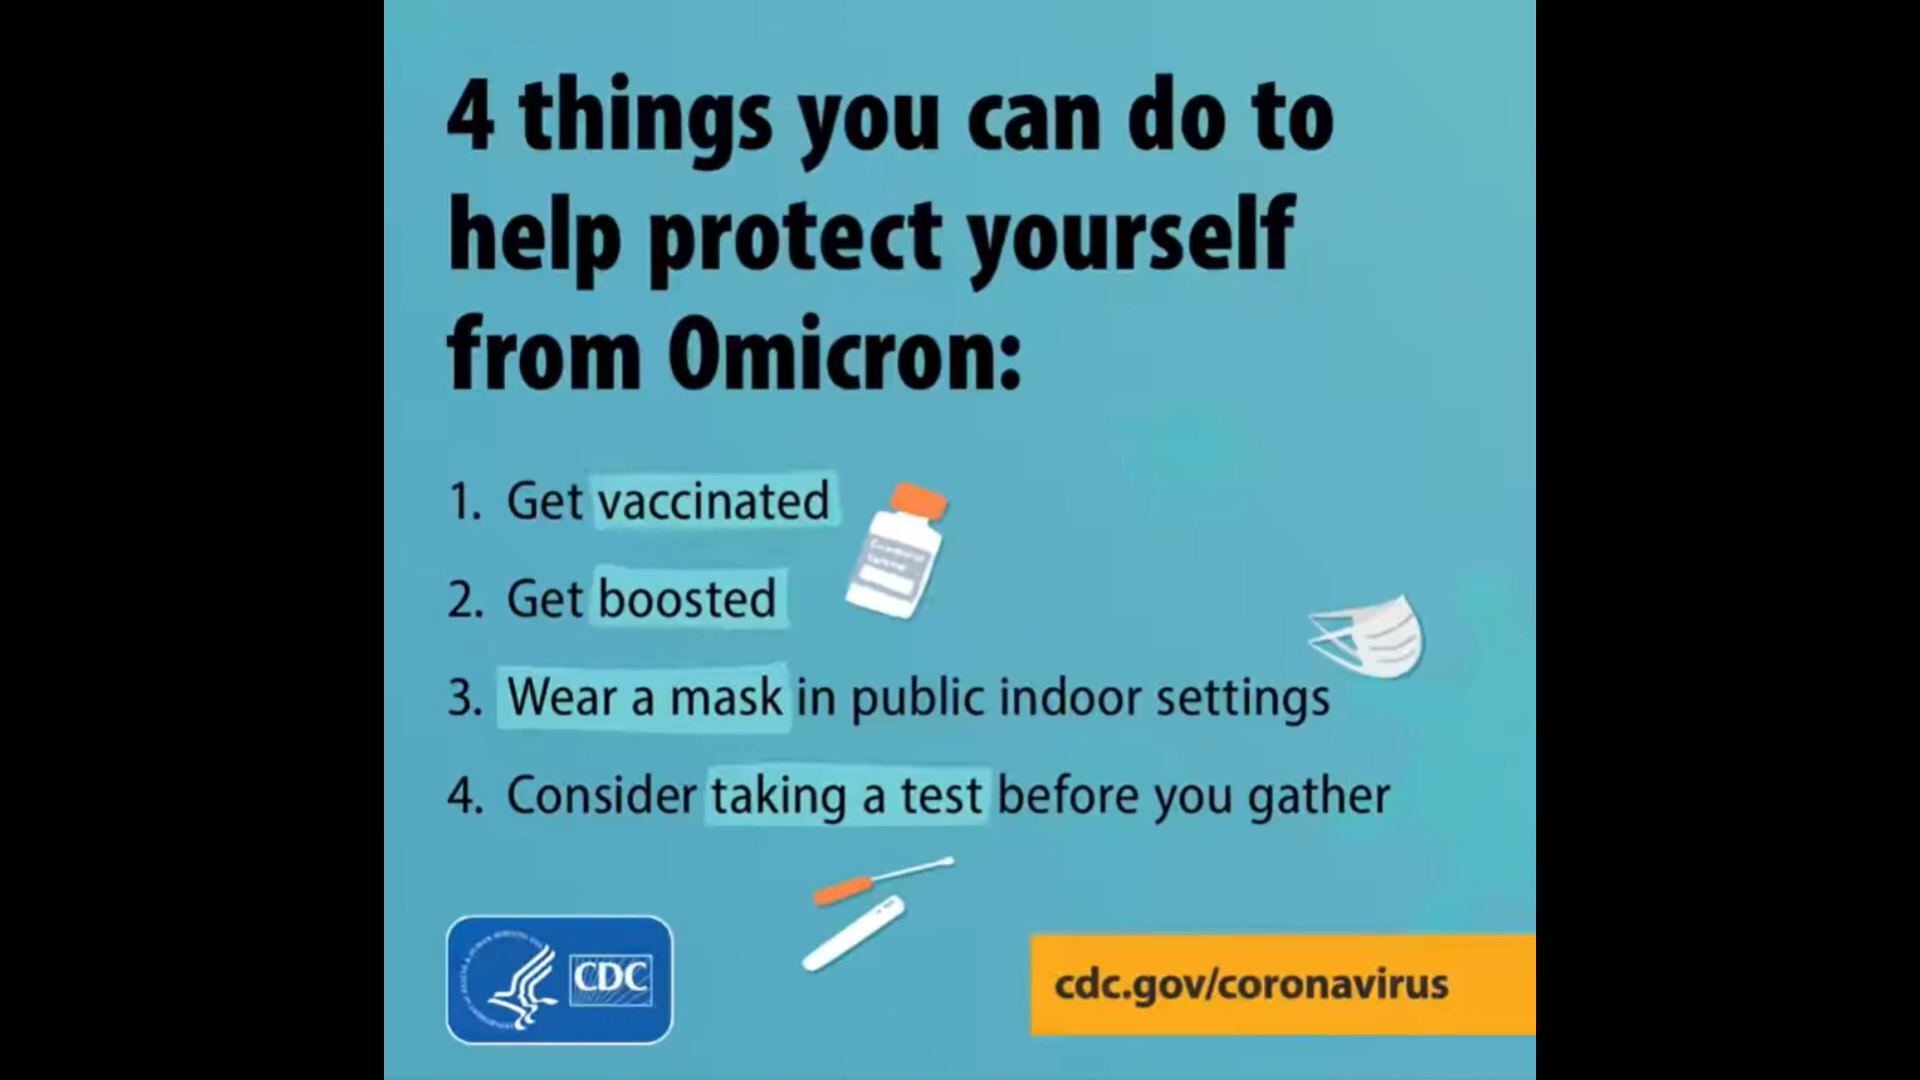 4 things you can do to
help protect yourself
from Omicron:
1. Get vaccinated
2. Get boosted
3. Wear a mask in public indoor settings
4. Consider taking a test before you gather
CDC
cdc.gov/coronavirus